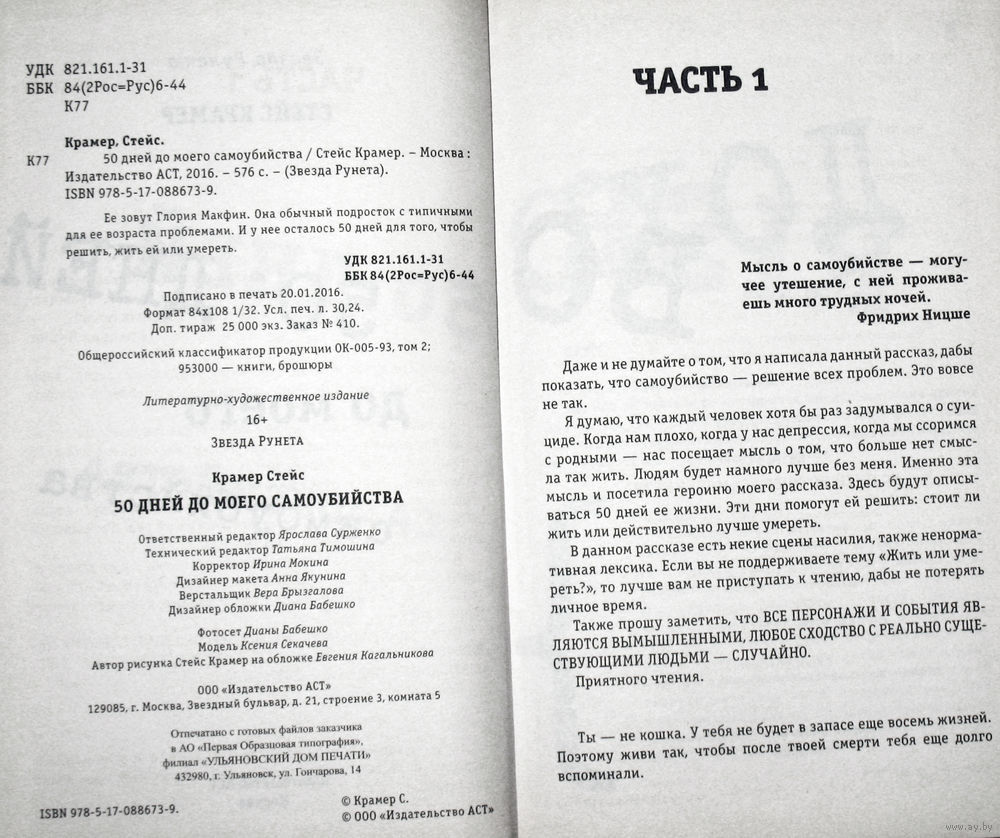 УДК 821.161.1-31
ББК 84(2Рос=Рус)6-44
К77
Крамер, Стейс.
К77 50 дней до моего самоубийства / Стейс Крамер. – Москва :
Издательство АСТ, 2016. – 576 с. – (Звезда Рунета).
ISBN 978-5-17-088673-9.
Ее зовут Глория Макфин. Она обычный подросток с типичными
для ее возраста проблемами. И у нее осталось 50 дней для того, чтобы
решить, жить ей или умереть.
УДК 821.161.1-31
ББК 84(2Рос=Рус)6-44
Подписано в печать 20.01.2016.
Формат 84х108 1/32. Усл. печ. л. 30,24.
Доп. тираж 25 000 экз. Заказ № 410.
Общероссийский классификатор продукции ОК-005-93, том 2;
953000 — книги, брошюры
Литературно-художественное издание
16+
Звезда Рунета
Крамер Стейс
50 ДНЕЙ ДО МОЕГО САМОУБИЙСТВА
Ответственный редактор Ярослава Сурженко
Технический редактор Татьяна Тимошина
Корректор Ирина Мокина
Дизайнер макета Анна Якунина
Верстальщик Вера Брызгалова
Дизайнер обложки Диана Бабешко
Фотосет Дианы Бабешко
Модель Ксения Секачева
Автор рисунка Стейс Крамер на обложке Евгения Кагальникова
ООО «Издательство АСТ»
129085, г. Москва, Звездный бульвар, д. 21, строение 3, комната 5
Отпечатано с готовых файлов заказчика
в АО «Первая Образцовая типография»,
филиал «УЛЬЯНОВСКИЙ ДОМ ПЕЧАТИ»
432980, г. Ульяновск, ул. Гончарова, 14
ISBN 978-5-17-088673-9.
© Крамер С.
© ООО «Издательство АСТ»
ЧАСТЬ 1
Мысль о самоубийстве — могу-
чее утешение, с ней прожива-
ешь много трудных ночей.
Фридрих Ницше
Даже и не думайте о том, что я написала данный рассказ, дабы
показать, что самоубийство — решение всех проблем. Это вовсе
не так.
Я думаю, что каждый человек хотя бы раз задумывался о суи-
циде. Когда нам плохо, когда у нас депрессия, когда мы ссоримся
с родными — нас посещает мысль о том, что больше нет смыс-
ла так жить. Людям будет намного лучше без меня. Именно эта
мысль и посетила героиню моего рассказа. Здесь будут описы-
ваться 50 дней ее жизни. Эти дни помогут ей решить: стоит ли
жить или действительно лучше умереть.
В данном рассказе есть некие сцены насилия, также ненорма-
тивная лексика. Если вы не поддерживаете тему «Жить или уме-
реть?», то лучше вам не приступать к чтению, дабы не потерять
личное время.
Также прошу заметить, что ВСЕ ПЕРСОНАЖИ И СОБЫТИЯ ЯВ-
ЛЯЮТСЯ ВЫМЫШЛЕННЫМИ, ЛЮБОЕ СХОДСТВО С РЕАЛЬНО СУЩЕ-
СТВУЮЩИМИ ЛЮДЬМИ — СЛУЧАЙНО.
Приятного чтения.
Ты — не кошка. У тебя не будет в запасе еще восемь жизней.
Поэтому живи так, чтобы после твоей смерти тебя еще долго
вспоминали.
www.ay.by